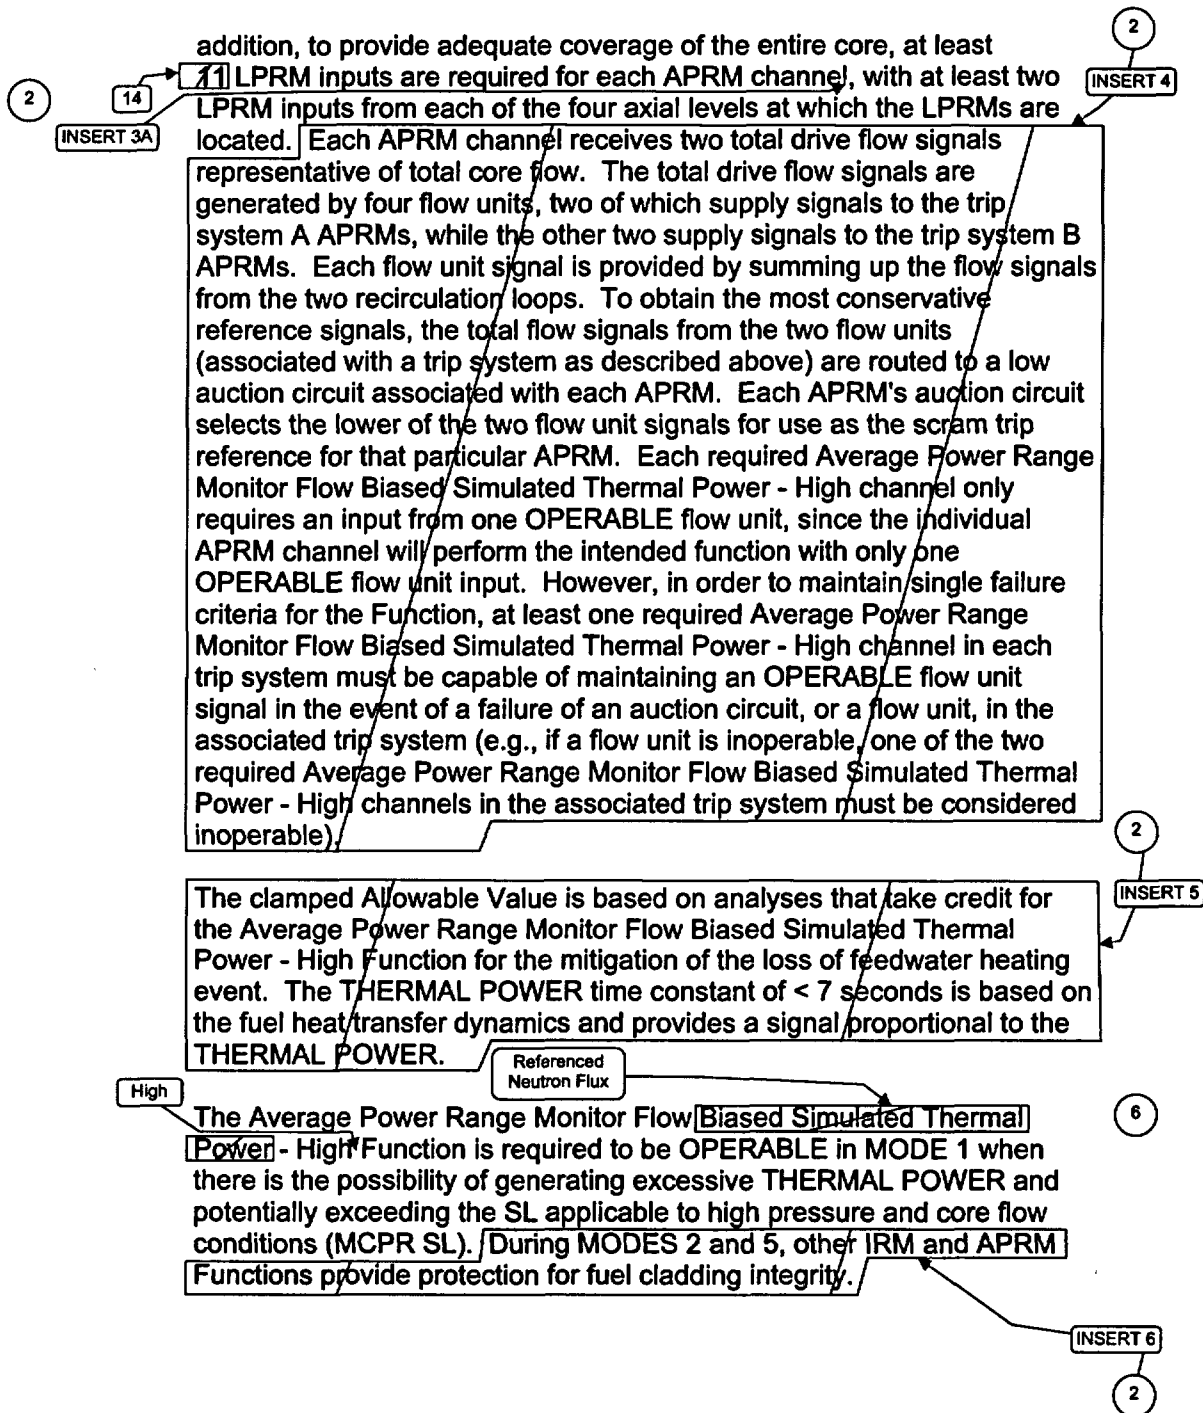 2
addition, to provide adequate coverage of the entire core, at least
11 LPRM inputs are required for each APRM channel, with at least two
INSERT 4
2
14
LPRM inputs from each of the four axial levels at which the LPRMs are
INSERT 3A
located. Each APRM channel receives two total drive flow signals
representative of total core flow. The total drive flow signals are
generated by four flow units, two of which supply signals to the trip
system A APRMs, while the other two supply signals to the trip system B
APRMs. Each flow unit signal is provided by summing up the flow signals
from the two recirculation loops. To obtain the most conservative
reference signals, the total flow signals from the two flow units
(associated with a trip system as described above) are routed to a low
auction circuit associated with each APRM. Each APRM's auction circuit
selects the lower of the two flow unit signals for use as the scram trip
reference for that particular APRM. Each required Average Power Range
Monitor Flow Biased Simulated Thermal Power - High channel only
requires an input from one OPERABLE flow unit, since the individual
APRM channel will perform the intended function with only one
OPERABLE flow unit input. However, in order to maintain single failure
criteria for the Function, at least one required Average Power Range
Monitor Flow Biased Simulated Thermal Power - High channel in each
trip system must be capable of maintaining an OPERABLE flow unit
signal in the event of a failure of an auction circuit, or a flow unit, in the
associated trip system (e.g., if a flow unit is inoperable, one of the two
required Average Power Range Monitor Flow Biased Simulated Thermal
Power - High channels in the associated trip system must be considered
inoperable).
2
INSERT 5
The clamped Allowable Value is based on analyses that take credit for
the Average Power Range Monitor Flow Biased Simulated Thermal
Power - High Function for the mitigation of the loss of feedwater heating
event. The THERMAL POWER time constant of < 7 seconds is based on
the fuel heat transfer dynamics and provides a signal proportional to the
THERMAL POWER.
Referenced
Neutron Flux
High
The Average Power Range Monitor Flow Biased Simulated Thermal
6
Power - High Function is required to be OPERABLE in MODE 1 when
there is the possibility of generating excessive THERMAL POWER and
potentially exceeding the SL applicable to high pressure and core flow
conditions (MCPR SL). During MODES 2 and 5, other IRM and APRM
Functions provide protection for fuel cladding integrity.
INSERT 6
2